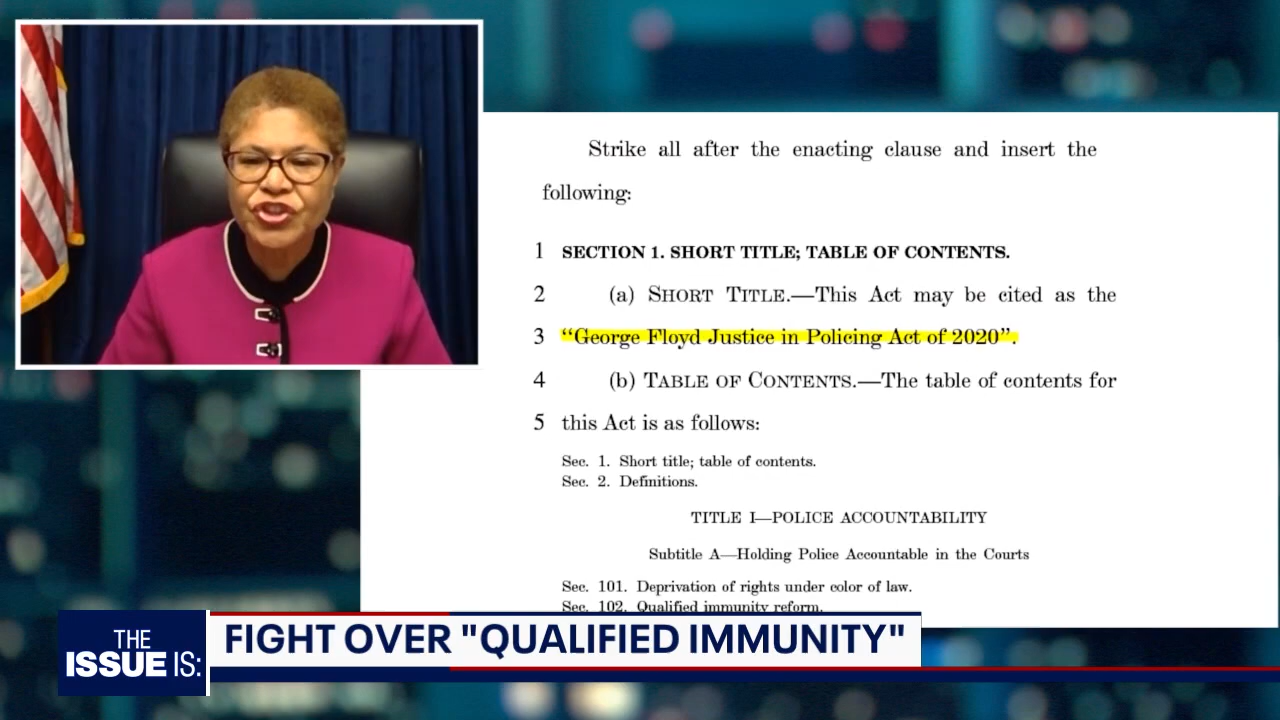 Strike all after the enacting clause and insert the
following:
1 SECTION 1. SHORT TITLE; TABLE OF CONTENTS.
2 (a) SHORT TITLE.—This Act may be cited as the
3 “George Floyd Justice in Policing Act of 2020”.
4 (b) TABLE OF CONTENTS.—The table of contents for
5 this Act is as follows:
Sec. 1. Short title; table of contents.
Sec. 2. Definitions.
TITLE I—POLICE ACCOUNTABILITY
Subtitle A—Holding Police Accountable in the Courts
Sec. 101. Deprivation of rights under color of law.
Sec. 102. Qualified immunity reform.
THE
ISSUE IS:
FIGHT OVER "QUALIFIED IMMUNITY"